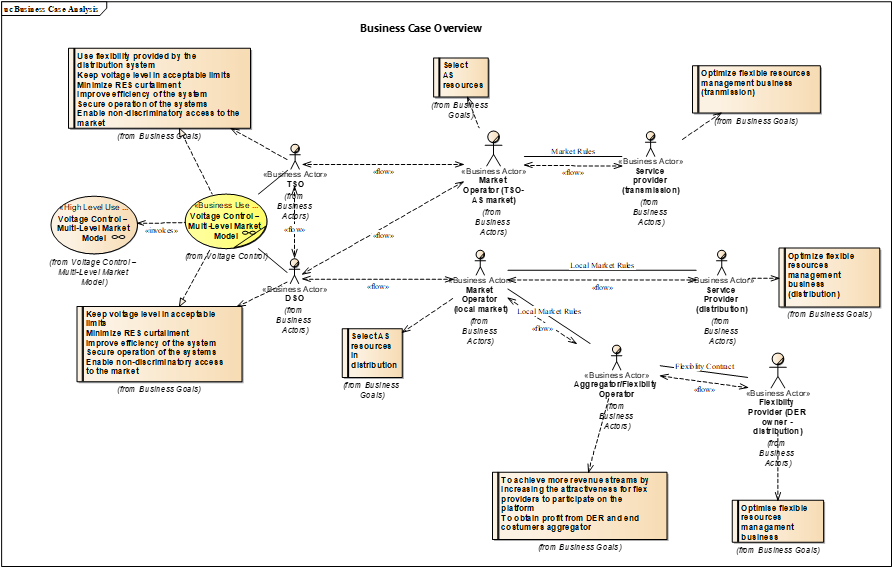 uc Business Case Analysis
Business Case Overview
Use flexibility provided by the
distribution system
Keep voltage level in acceptable limits
Minimize RES curtailment
Improve efficiency of the system
Secure operation of the systems
Enable non-discriminatory access to the
market
(from Business Goals)
Select
AS
resources
(from Business
Goals)
Optimize flexible resources
management business
(tranmission)
(from Business Goals)
«Business Actor»
TSO
(from
Business
Actors)
«flow»
«Business Actor»
Market
Operator (TSO-
AS market)
(from
Business
Actors)
Market Rules
«flow»
«Business Actor»
Service
provider
(transmission)
(from
Business
Actors)
«High Level Use ...
Voltage Control –
Multi-Level Market
Model
(from Voltage Control –
Multi-Level Market
Model)
«invokes»
«Business Use ...
Voltage Control –
Multi-Level Market
Model
(from Voltage Control)
«flow»
«flow»
«Business Actor»
DSO
(from
Business
Actors)
«flow»
«Business Actor»
Market
Operator
(local market)
(from
Business
Actors)
Local Market Rules
«flow»
«Business Actor»
Service
Provider
(distribution)
(from
Business
Actors)
Optimize flexible
resources
management
business
(distribution)
(from Business Goals)
Keep voltage level in acceptable
limits
Minimize RES curtailment
Improve efficiency of the system
Secure operation of the systems
Enable non-discriminatory access
to the market
(from Business Goals)
Select AS
resources
in
distribution
(from Business
Goals)
Local Market Rules
«flow»
«Business Actor»
Aggregator/Flexiblity
Operator
(from
Business
Actors)
Flexiblity Contract
«flow»
«Business Actor»
Flexiblity
Provider (DER
owner -
distribution)
(from
Business
Actors)
To achieve more revenue streams by
increasing the attractiveness for flex
providers to participate on the
platform
To obtain profit from DER and end
costumers aggregator
(from Business Goals)
Optimise flexible
resources
managament
business
(from Business Goals)